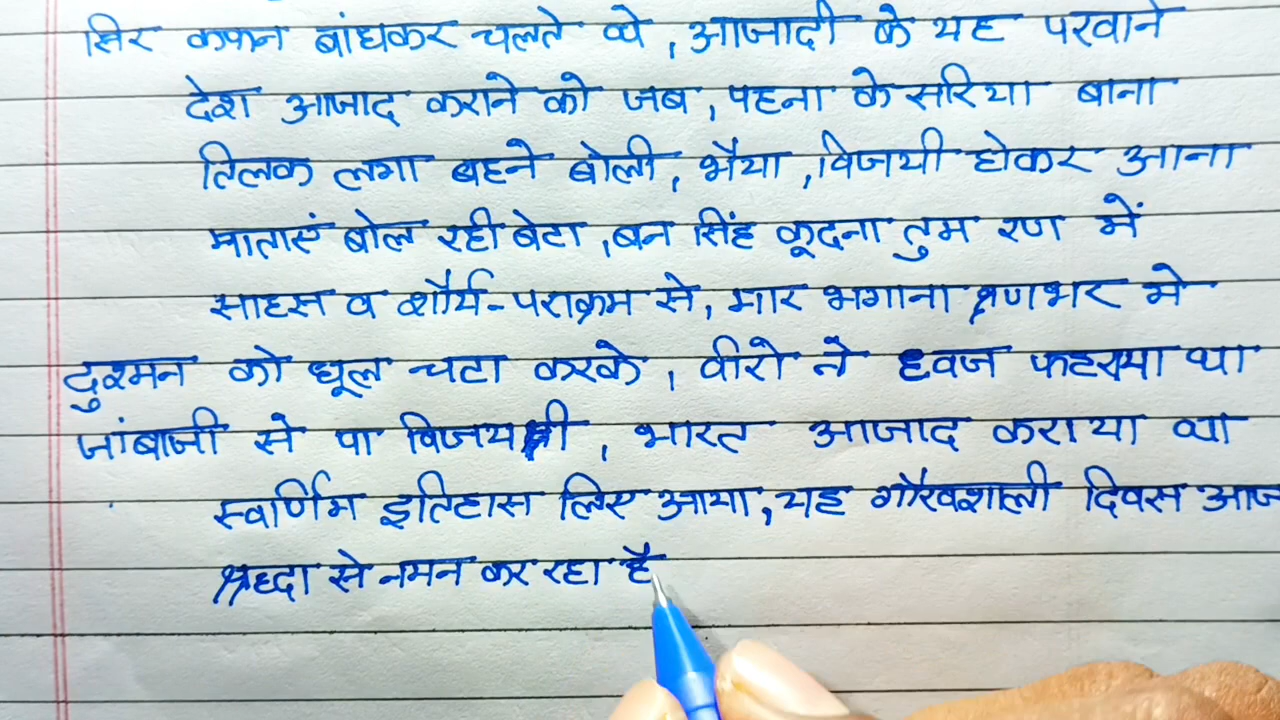 सिर कफन बांधकर चलते थे, आजादी के यह परवाने
देश आजाद कराने को जब, पहना केसरिया बाना
तिलक लगा बहने बोली, भैया, विजयी होकर आना
माताएं बोल रही बेटा, बन सिंह कूदना तुम रण में
साहस व शौर्य-पराक्रम से, मार भगाना क्षणभर मे
दुश्मन को धूल चटा करके, वीरो ने ध्वज फहराया था
जांबाजी से पा विजयश्री, भारत आजाद कराया था
स्वर्णिम इतिहास लिए आया, यह गौरवशाली दिवस आज
श्रद्धा से नमन कर रहा है